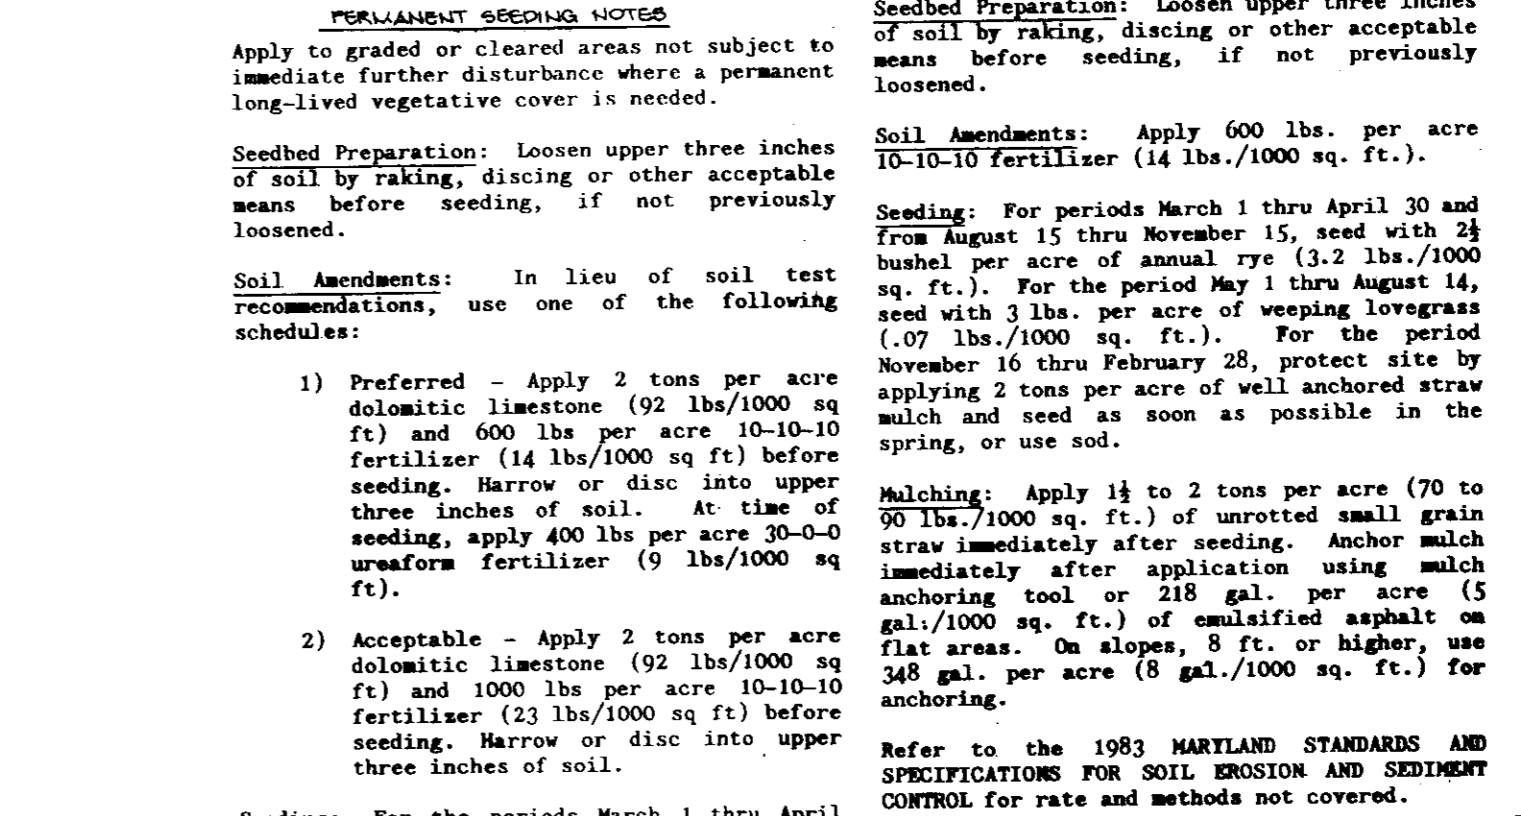 PERMANENT SEEDING NOTES
Apply to graded or cleared areas not subject to
immediate further disturbance where a permanent
long-lived vegetative cover is needed.
Seedbed Preparation: Loosen upper three inches
of soil by raking, discing or other acceptable
means before seeding, if not previously
loosened.
Soil Amendments: In lieu of soil test
recommendations, use one of the following
schedules:
1) Preferred - Apply 2 tons per acre
dolomitic limestone (92 lbs/1000 sq
ft) and 600 lbs per acre 10-10-10
fertilizer (14 lbs/1000 sq ft) before
seeding. Harrow or disc into upper
three inches of soil. At time of
seeding, apply 400 lbs per acre 30-0-0
ureaform fertilizer (9 lbs/1000 sq
ft).
2) Acceptable - Apply 2 tons per acre
dolomitic limestone (92 lbs/1000 sq
ft) and 1000 lbs per acre 10-10-10
fertilizer (23 lbs/1000 sq ft) before
seeding. Harrow or disc into upper
three inches of soil.
Seeding: For the periods March 1 thru April
Seedbed Preparation: Loosen upper three inches
of soil by raking, discing or other acceptable
means before seeding, if not previously
loosened.
Soil Amendments: Apply 600 lbs. per acre
10-10-10 fertilizer (14 lbs./1000 sq. ft.).
Seeding: For periods March 1 thru April 30 and
from August 15 thru November 15, seed with 2½
bushel per acre of annual rye (3.2 lbs./1000
sq. ft.). For the period May 1 thru August 14,
seed with 3 lbs. per acre of weeping lovegrass
(.07 lbs./1000 sq. ft.). For the period
November 16 thru February 28, protect site by
applying 2 tons per acre of well anchored straw
mulch and seed as soon as possible in the
spring, or use sod.
Mulching: Apply 1½ to 2 tons per acre (70 to
90 lbs./1000 sq. ft.) of unrotted small grain
straw immediately after seeding. Anchor mulch
immediately after application using mulch
anchoring tool or 218 gal. per acre (5
gal./1000 sq. ft.) of emulsified asphalt on
flat areas. On slopes, 8 ft. or higher, use
348 gal. per acre (8 gal./1000 sq. ft.) for
anchoring.
Refer to the 1983 MARYLAND STANDARDS AND
SPECIFICATIONS FOR SOIL EROSION AND SEDIMENT
CONTROL for rate and methods not covered.